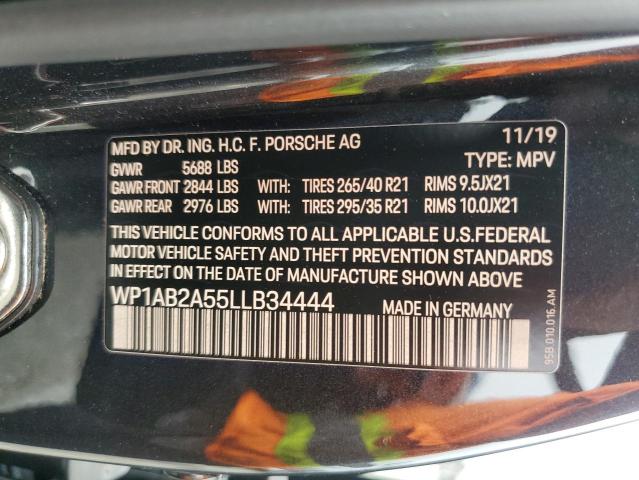 MFD BY DR. ING. H.C. F. PORSCHE AG 11/19
GVWR 5688 LBS TYPE: MPV
GAWR FRONT 2844 LBS WITH: TIRES 265/40 R21 RIMS 9.5JX21
GAWR REAR 2976 LBS WITH: TIRES 295/35 R21 RIMS 10.0JX21
THIS VEHICLE CONFORMS TO ALL APPLICABLE U.S.FEDERAL
MOTOR VEHICLE SAFETY AND THEFT PREVENTION STANDARDS
IN EFFECT ON THE DATE OF MANUFACTURE SHOWN ABOVE
WP1AB2A55LLB34444 MADE IN GERMANY
95B.010.016.AM